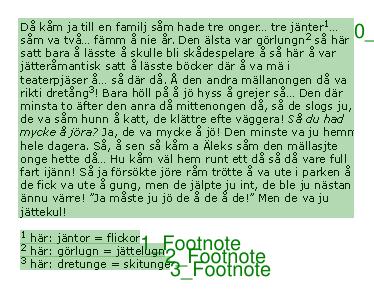 Då kåm ja till en familj såm hade tre onger... tre jänter¹...
såm va två... fämm å nie år. Den älsta var görlungn² så här
satt bara å lässte å skulle bli skådespelare å så här å var
jätteråmantisk satt å lässte böcker där å va mä i
teaterpjäser å... så där då. Å den andra mällanongen då va
rikti dretång³! Bara höll på å jö hyss å grejer så... Den där
minsta to äfter den anra då mittenongen då, så de slogs ju,
de va såm hunn å katt, de klättre efte väggera! Så du had
mycke å jöra? Ja, de va mycke å jö! Den minste va ju hemm
hele dagera. Så, å sen så kåm a Äleks såm den mällasjte
onge hette då... Hu kåm väl hem runt ett då så då vare full
fart ijänn! Så ja försökte jöre råm trötte å va ute i parken å
de fick va ute å gung, men de jälpte ju int, de ble ju nästan
ännu värre! "Ja måste ju jö de å de å de!" Men de va ju
jättekul!
0_
¹ här: jäntor = flickor
1_Footnote
² här: görlugn = jättelugn
2_Footnote
³ här: dretunge = skitunge
3_Footnote